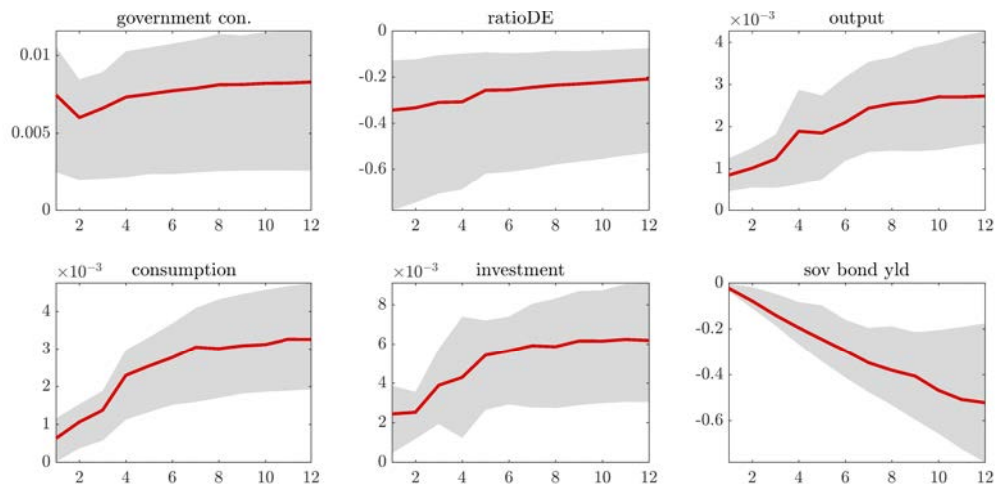 government con.
0.01
0.005
0
2 4 6 8 10 12
ratioDE
0
-0.2
-0.4
-0.6
2 4 6 8 10 12
×10⁻³ output
4
3
2
1
0
2 4 6 8 10 12
×10⁻³ consumption
4
3
2
1
0
2 4 6 8 10 12
×10⁻³ investment
8
6
4
2
0
2 4 6 8 10 12
sov bond yld
0
-0.2
-0.4
-0.6
2 4 6 8 10 12